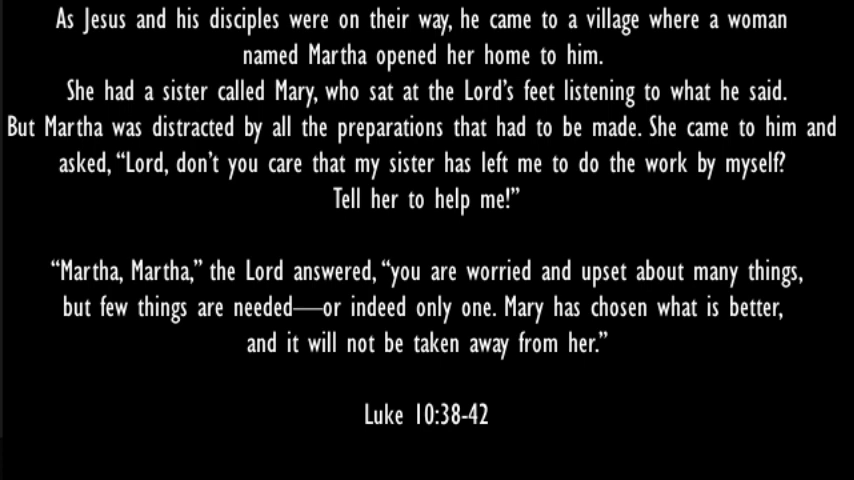 As Jesus and his disciples were on their way, he came to a village where a woman
named Martha opened her home to him.
She had a sister called Mary, who sat at the Lord’s feet listening to what he said.
But Martha was distracted by all the preparations that had to be made. She came to him and
asked, “Lord, don’t you care that my sister has left me to do the work by myself?
Tell her to help me!”
“Martha, Martha,” the Lord answered, “you are worried and upset about many things,
but few things are needed—or indeed only one. Mary has chosen what is better,
and it will not be taken away from her.”
Luke 10:38-42